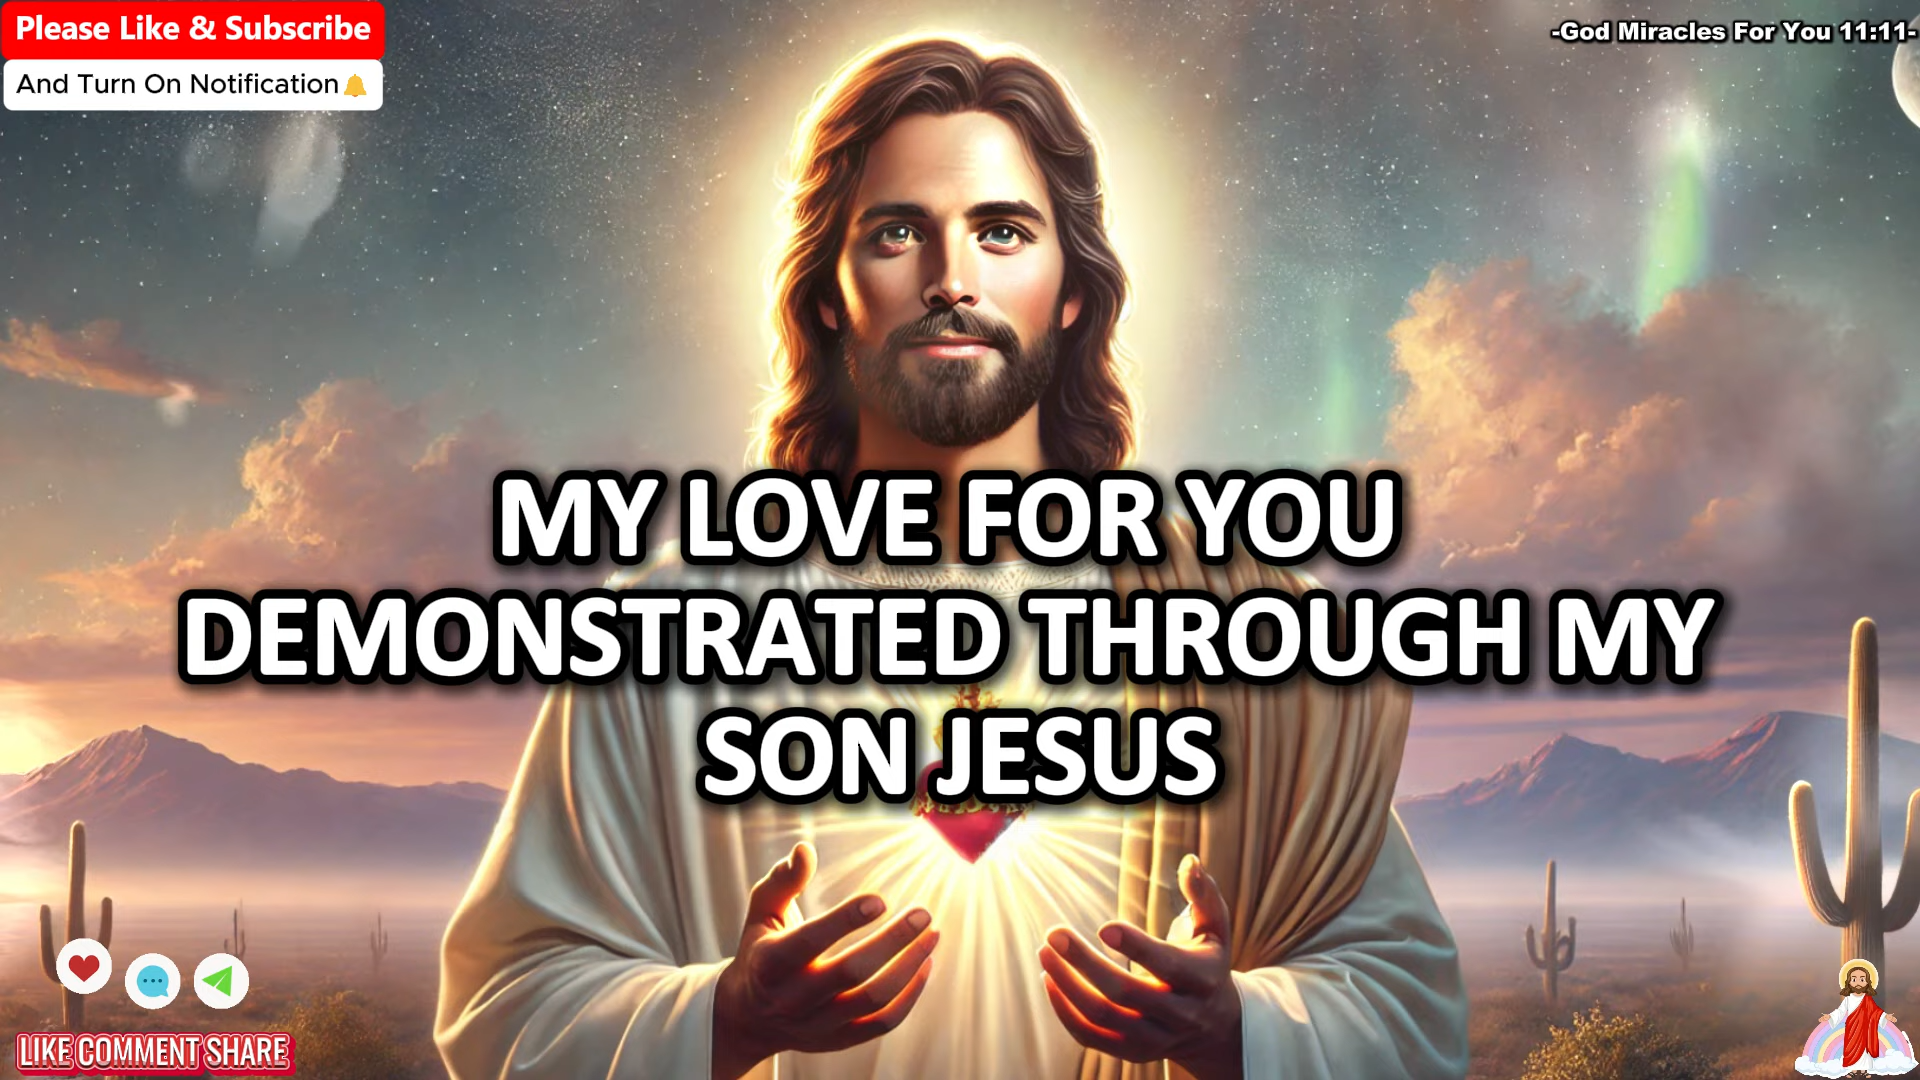 Please Like & Subscribe
And Turn On Notification
-God Miracles For You 11:11-
MY LOVE FOR YOU
DEMONSTRATED THROUGH MY
SON JESUS
LIKE COMMENT SHARE